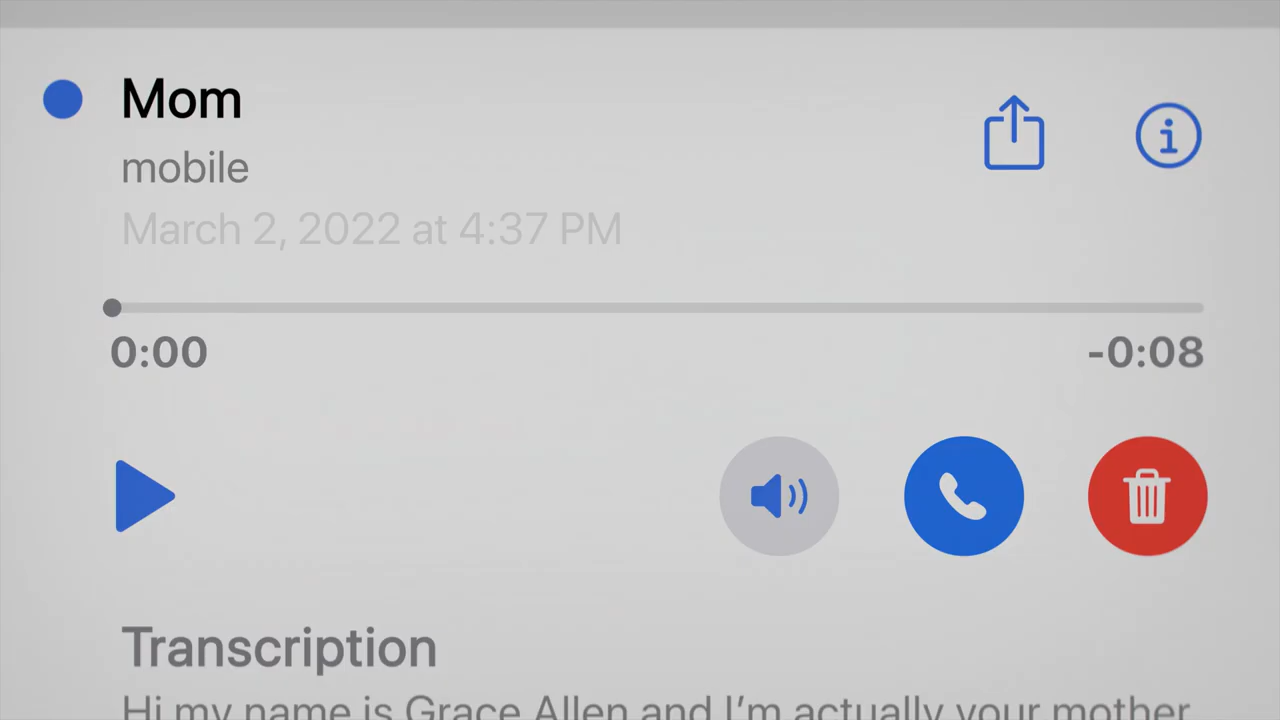 Mom
mobile
March 2, 2022 at 4:37 PM
0:00
-0:08
Transcription
Hi my name is Grace Allen and I'm actually your mother